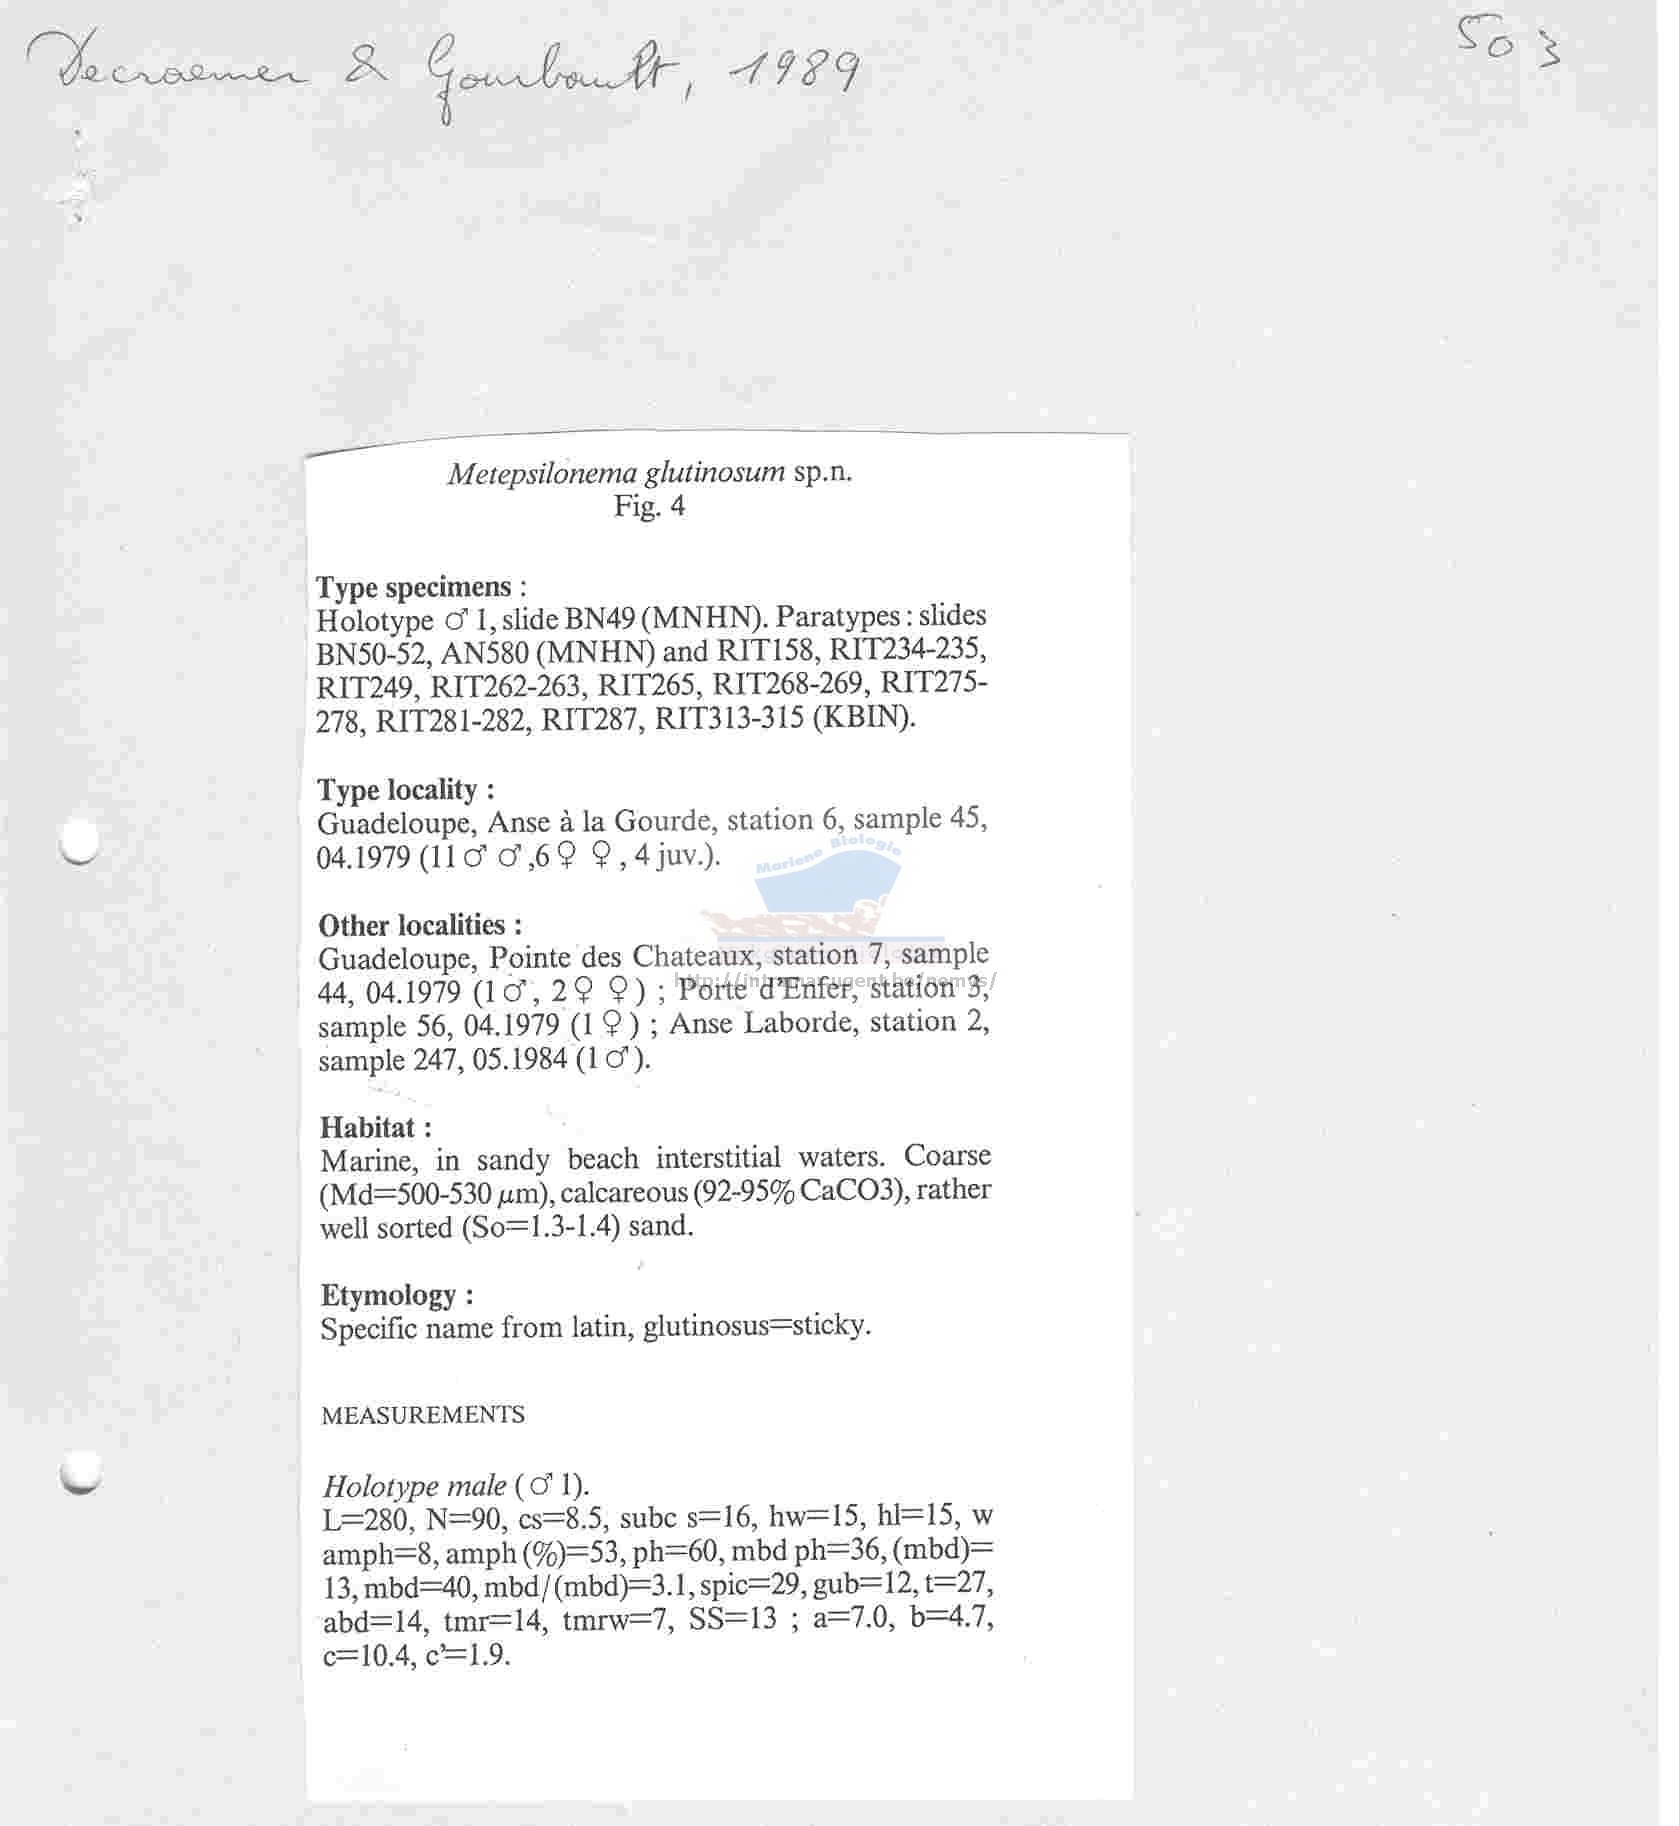 Decraemer & Gourbault, 1989
503
Metepsilonema glutinosum sp.n.
Fig. 4
Type specimens :
Holotype ♂ 1, slide BN49 (MNHN). Paratypes : slides
BN50-52, AN580 (MNHN) and RIT158, RIT234-235,
RIT249, RIT262-263, RIT265, RIT268-269, RIT275-
278, RIT281-282, RIT287, RIT313-315 (KBIN).
Type locality :
Guadeloupe, Anse à la Gourde, station 6, sample 45,
04.1979 (11 ♂ ♂ ,6 ♀ ♀ , 4 juv.).
Mariene Biologie
Other localities :
Guadeloupe, Pointe des Chateaux, station 7, sample
44, 04.1979 (1 ♂, 2 ♀ ♀ ) ; Porte d'Enfer, station 3,
sample 56, 04.1979 (1 ♀ ) ; Anse Laborde, station 2,
sample 247, 05.1984 (1 ♂ ).
Habitat :
Marine, in sandy beach interstitial waters. Coarse
(Md=500-530 μm), calcareous (92-95% CaCO3), rather
well sorted (So=1.3-1.4) sand.
Etymology :
Specific name from latin, glutinosus=sticky.
MEASUREMENTS
Holotype male ( ♂ 1).
L=280, N=90, cs=8.5, subc s=16, hw=15, hl=15, w
amph=8, amph (%)=53, ph=60, mbd ph=36, (mbd)=
13, mbd=40, mbd/(mbd)=3.1, spic=29, gub=12, t=27,
abd=14, tmr=14, tmrw=7, SS=13 ; a=7.0, b=4.7,
c=10.4, c'=1.9.